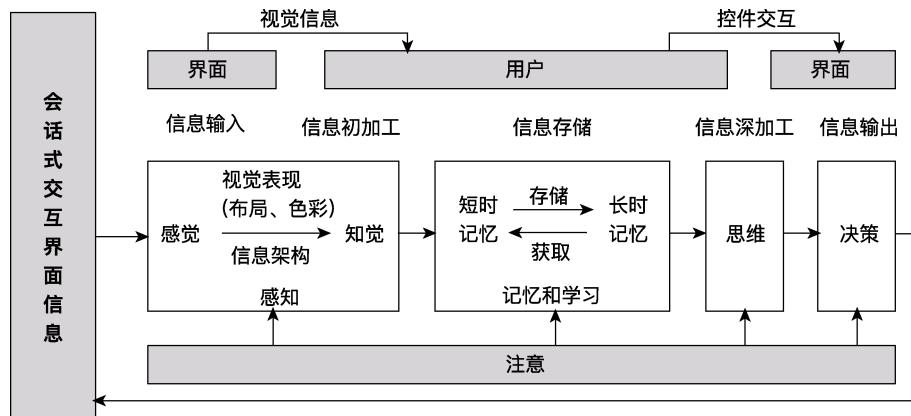 视觉信息
控件交互
界面
用户
界面
会话式交互界面信息
信息输入
信息初加工
信息存储
信息深加工
信息输出
视觉表现
(布局、色彩)
感觉
知觉
信息架构
感知
短时
记忆
存储
获取
长时
记忆
记忆和学习
思维
决策
注意